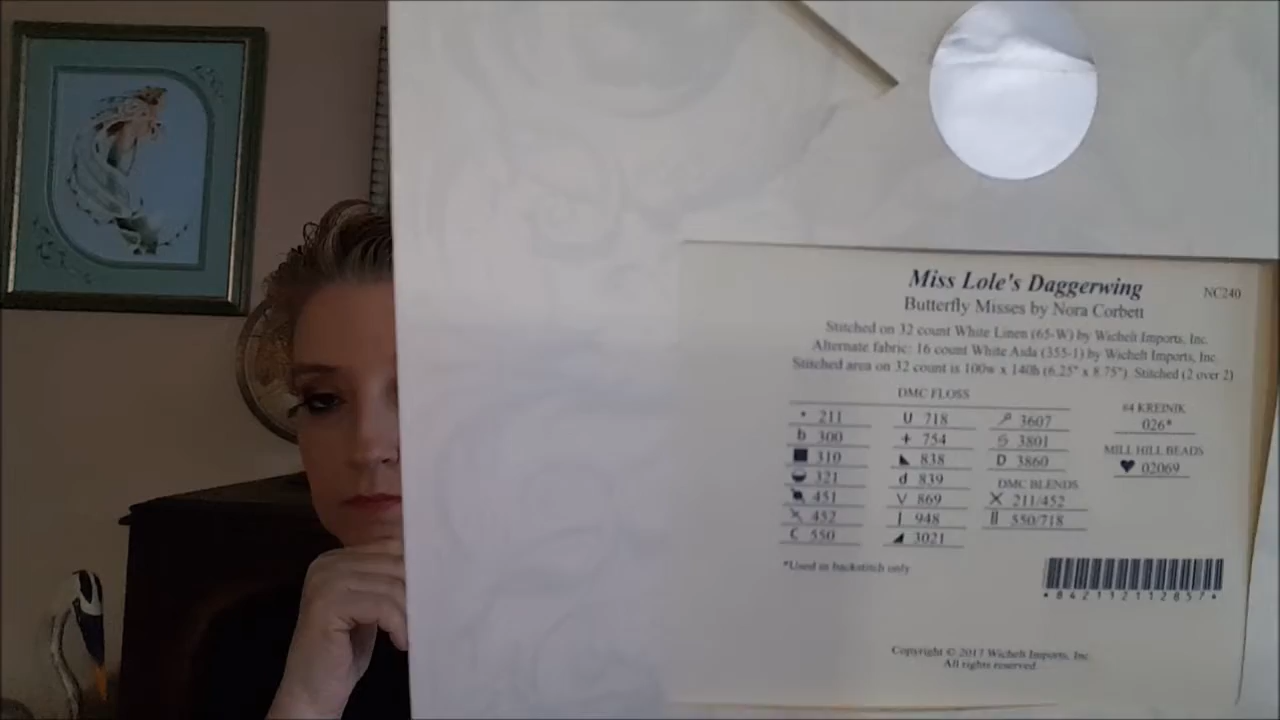 Miss Lole's Daggerwing
NC240
Butterfly Misses by Nora Corbett
Stitched on 32 count White Linen (65-W) by Wichelt Imports, Inc.
Alternate fabric: 16 count White Aida (355-1) by Wichelt Imports, Inc.
Stitched area on 32 count is 100w x 140h (6.25" x 8.75") Stitched (2 over 2)
DMC FLOSS
• 211
b 300
■ 310
◒ 321
451
452
C 550
U 718
+ 754
◣ 838
d 839
V 869
| 948
◢ 3021
3607
S 3801
D 3860
DMC BLENDS
X 211/452
|| 550/718
#4 KREINIK
026*
MILL HILL BEADS
♥ 02069
*Used in backstitch only
*842112112857*
Copyright © 2017 Wichelt Imports, Inc.
All rights reserved.